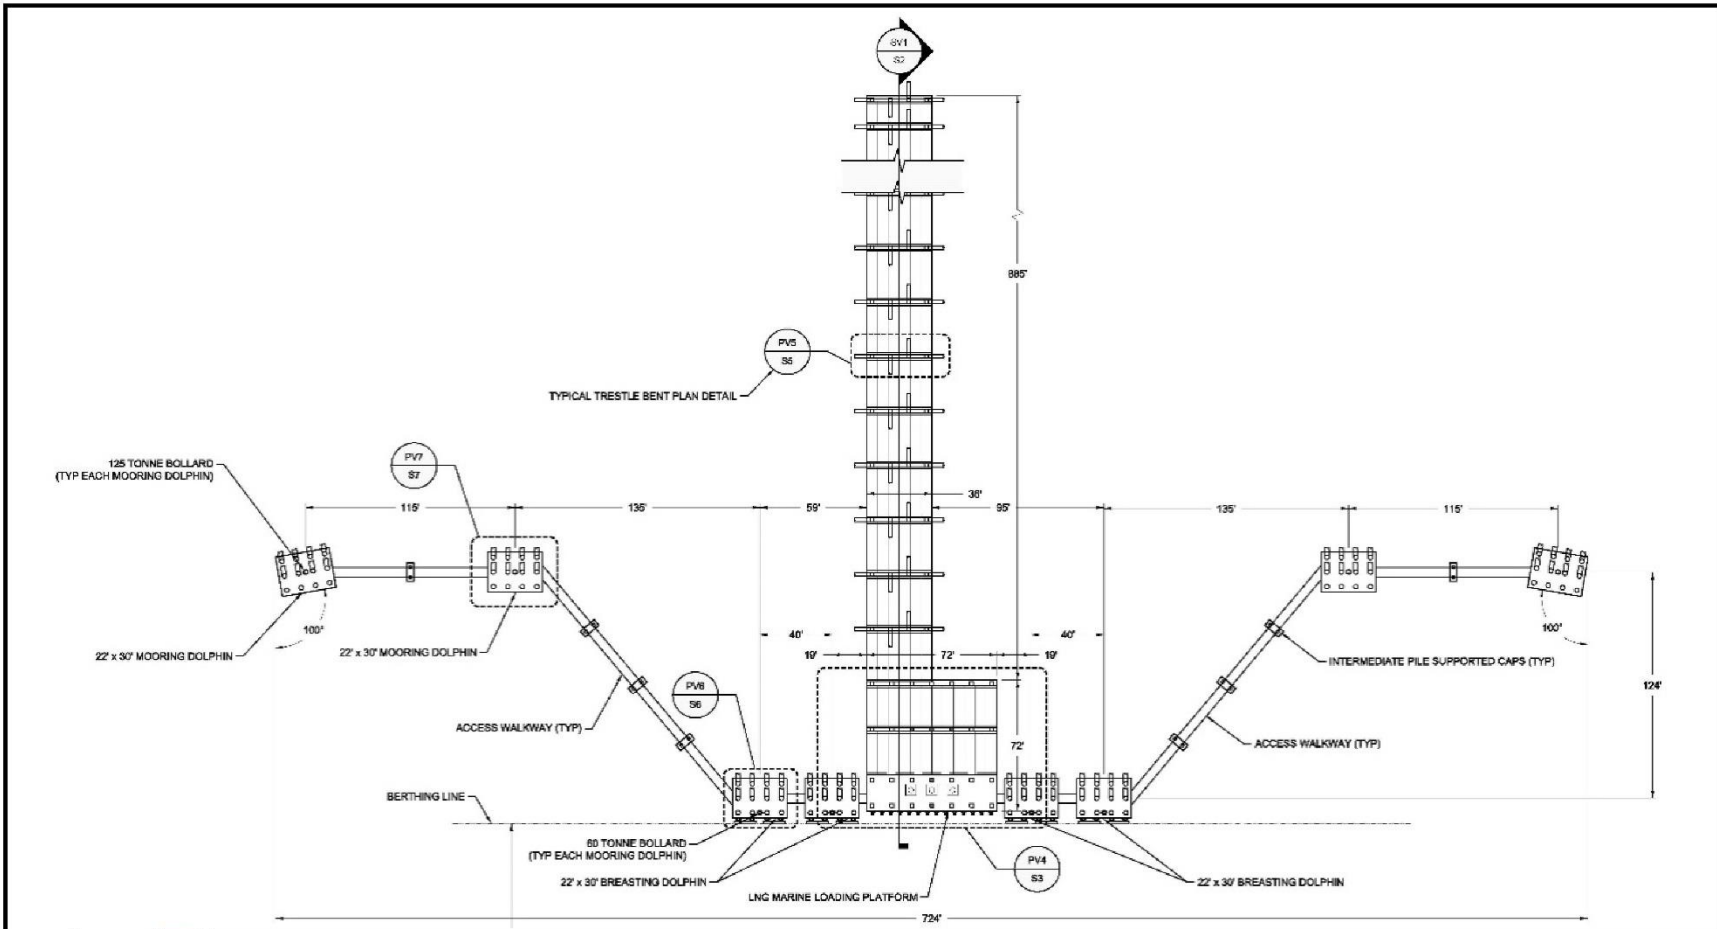 SV1
S2
885'
PV5
S5
TYPICAL TRESTLE BENT PLAN DETAIL
125 TONNE BOLLARD
(TYP EACH MOORING DOLPHIN)
PV7
S7
36'
115'
135'
59'
95'
135'
115'
100°
22' x 30' MOORING DOLPHIN
22' x 30' MOORING DOLPHIN
40'
40'
100°
19'
72'
19'
INTERMEDIATE PILE SUPPORTED CAPS (TYP)
124'
PV6
S6
ACCESS WALKWAY (TYP)
72'
ACCESS WALKWAY (TYP)
BERTHING LINE
60 TONNE BOLLARD
(TYP EACH MOORING DOLPHIN)
PV4
S3
22' x 30' BREASTING DOLPHIN
22' x 30' BREASTING DOLPHIN
LNG MARINE LOADING PLATFORM
724'